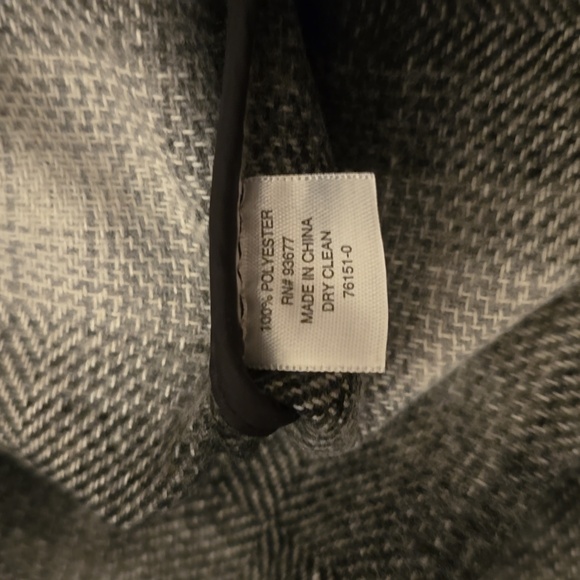 100% POLYESTER
RN# 93677
MADE IN CHINA
DRY CLEAN
76151-0